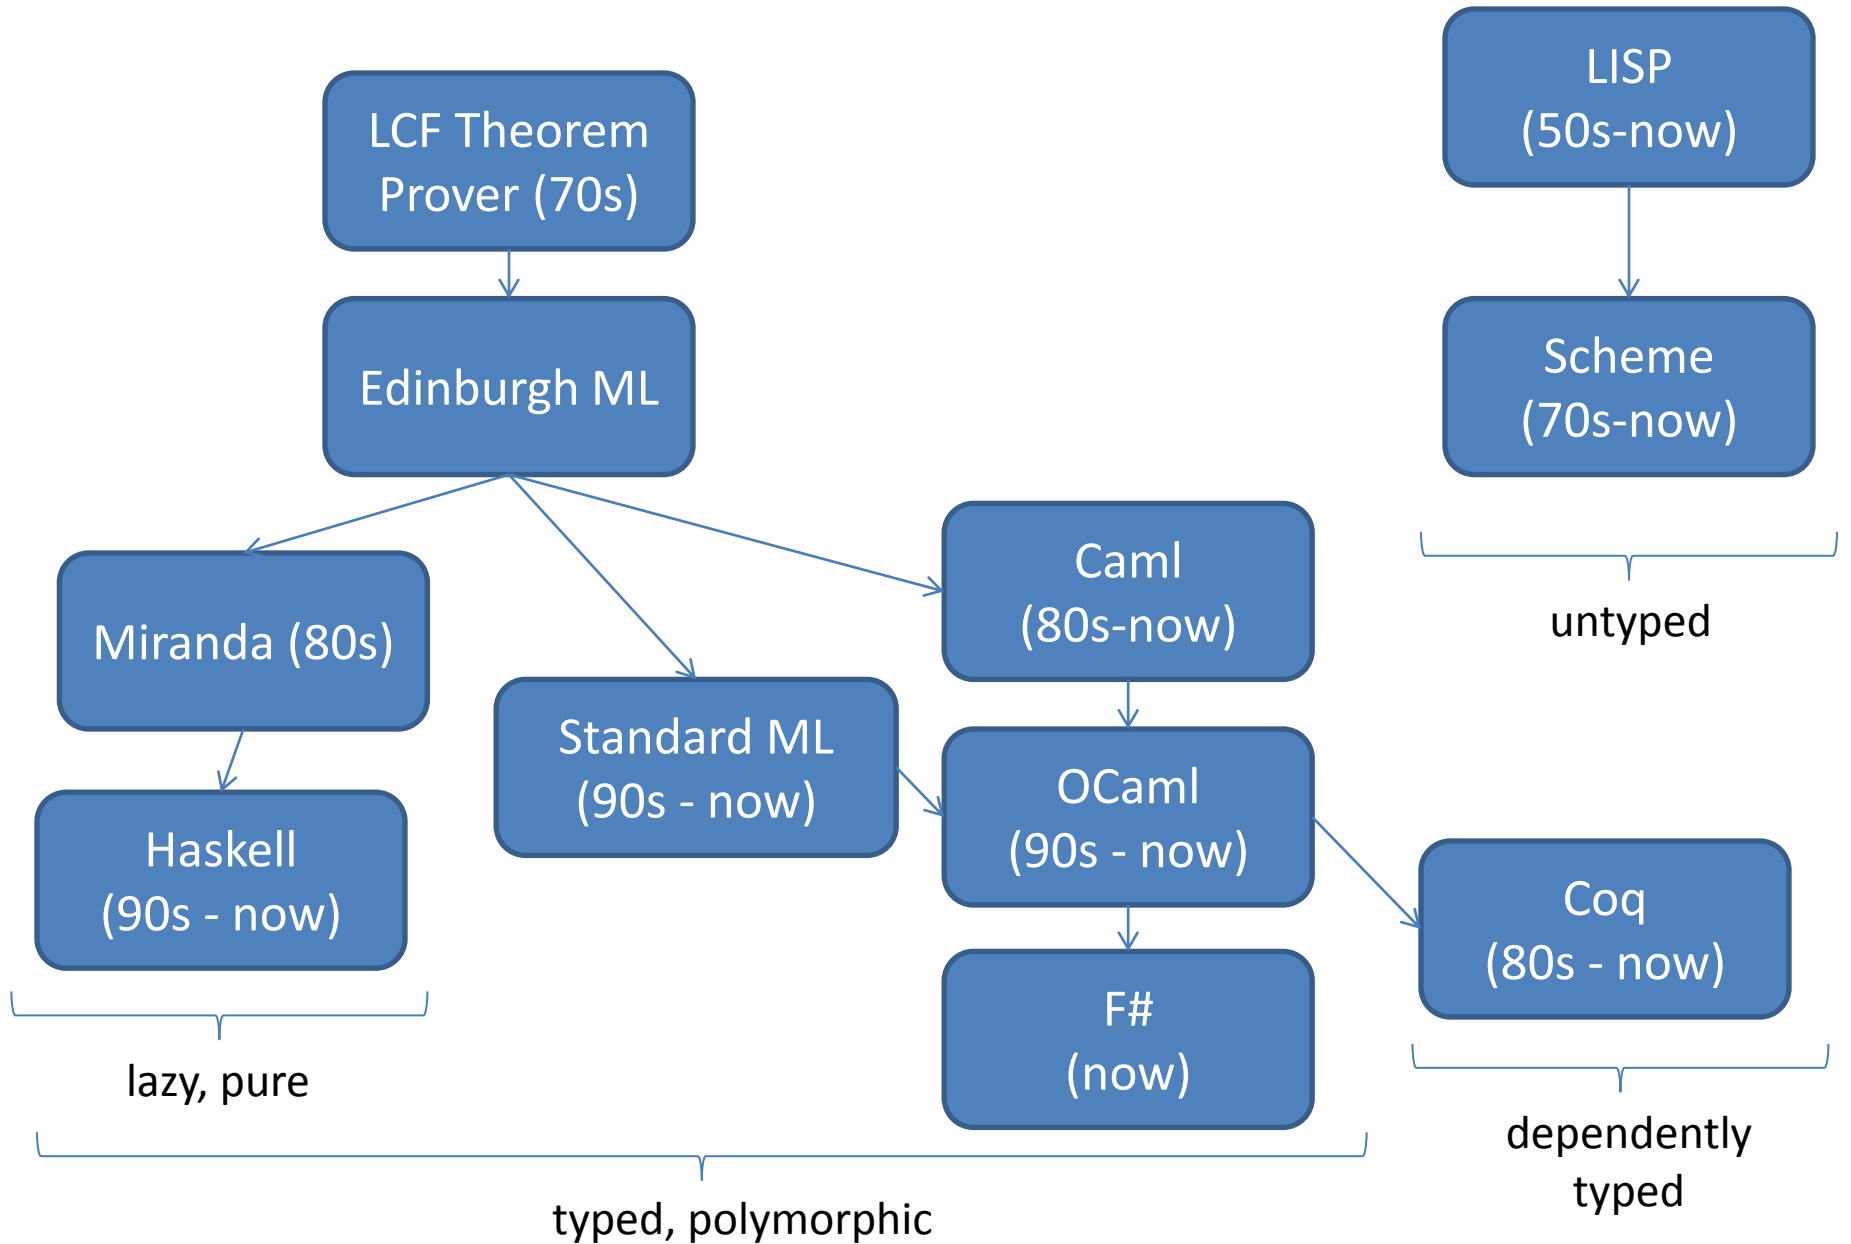 LISP
(50s-now)
LCF Theorem
Prover (70s)
Scheme
(70s-now)
Edinburgh ML
Caml
(80s-now)
untyped
Miranda (80s)
Standard ML
(90s - now)
OCaml
(90s - now)
Haskell
(90s - now)
Coq
(80s - now)
F#
(now)
lazy, pure
dependently
typed
typed, polymorphic